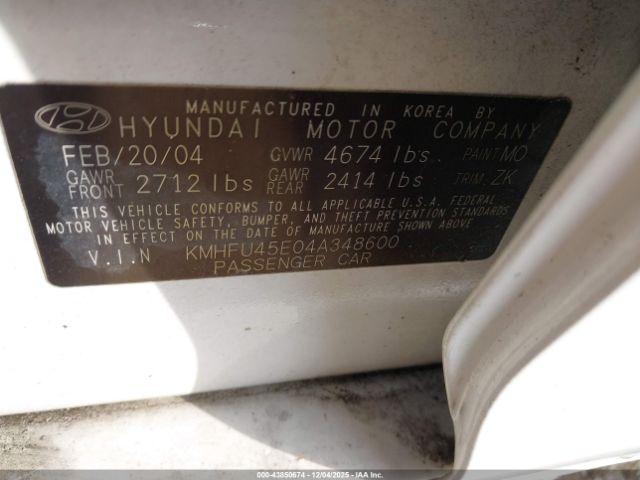 MANUFACTURED IN KOREA BY
HYUNDAI MOTOR COMPANY
FEB/20/04 GVWR 4674 lbs PAINT MO
GAWR FRONT 2712 lbs GAWR REAR 2414 lbs TRIM ZK
THIS VEHICLE CONFORMS TO ALL APPLICABLE U.S.A. FEDERAL
MOTOR VEHICLE SAFETY, BUMPER, AND THEFT PREVENTION STANDARDS
IN EFFECT ON THE DATE OF MANUFACTURE SHOWN ABOVE
V.I.N KMHFU45E04A348600
PASSENGER CAR
000-43850674 - 12/04/2025 - IAA Inc.